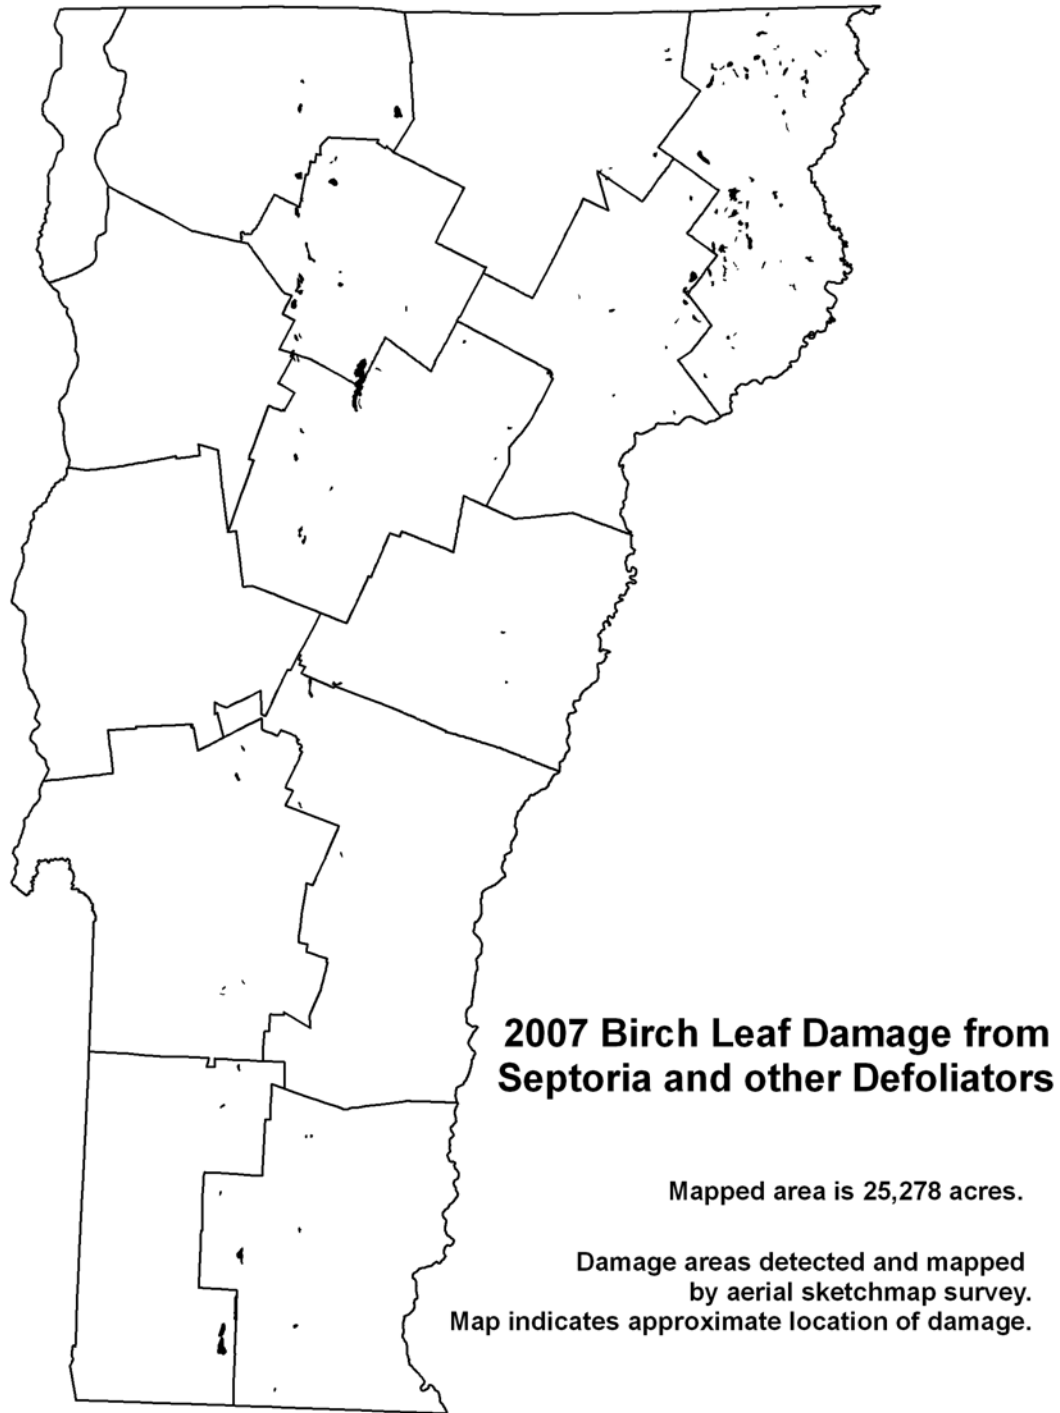 2007 Birch Leaf Damage from
Septoria and other Defoliators
Mapped area is 25,278 acres.
Damage areas detected and mapped
by aerial sketchmap survey.
Map indicates approximate location of damage.